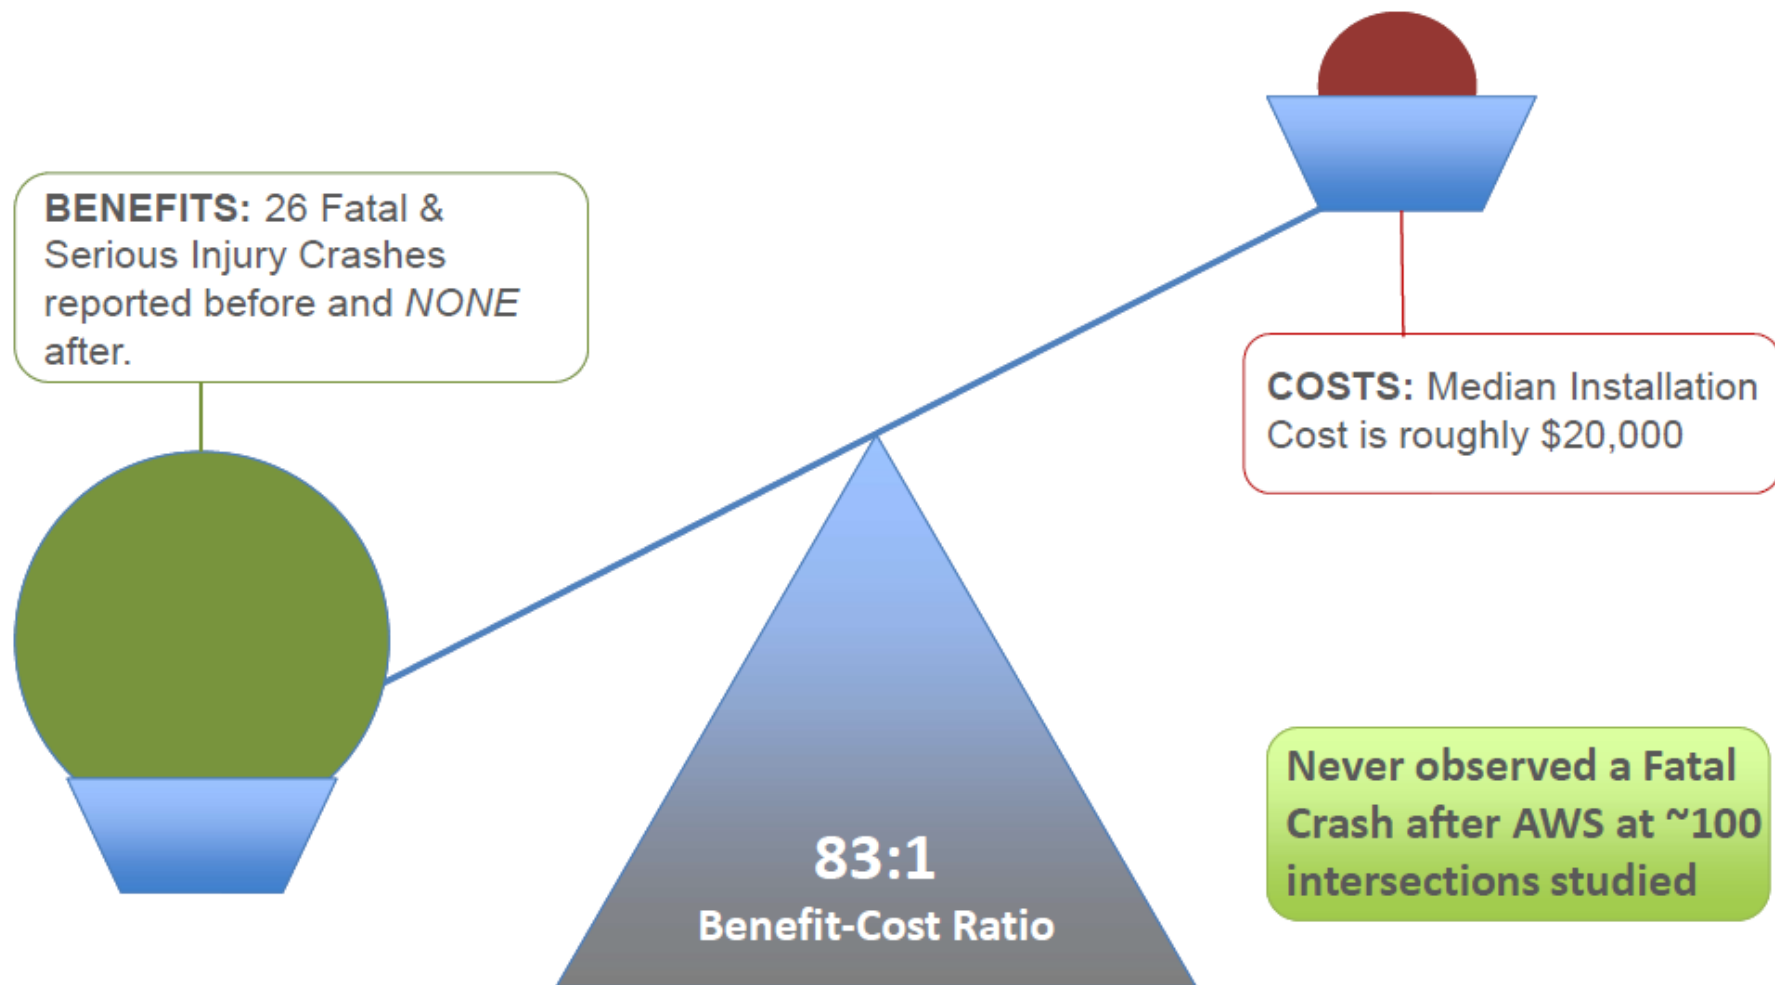 BENEFITS: 26 Fatal &
Serious Injury Crashes
reported before and NONE
after.
COSTS: Median Installation
Cost is roughly $20,000
83:1
Benefit-Cost Ratio
Never observed a Fatal
Crash after AWS at ~100
intersections studied